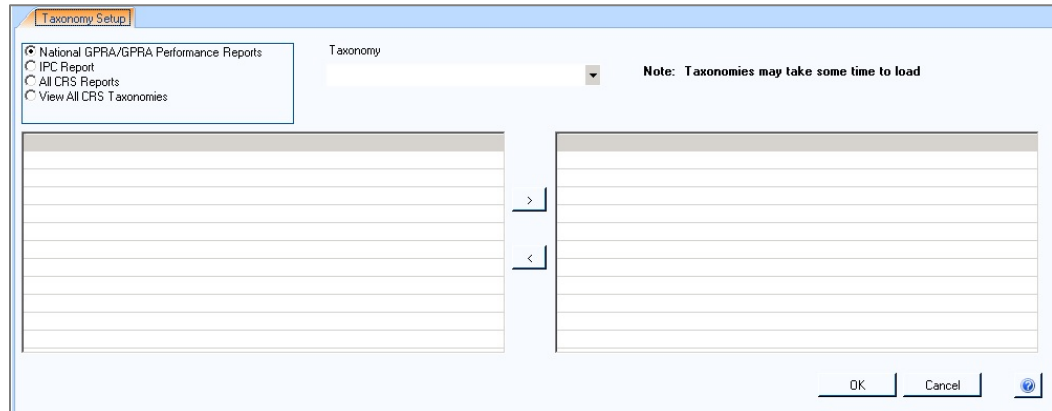 Taxonomy Setup
National GPRA/GPRA Performance Reports
IPC Report
All CRS Reports
View All CRS Taxonomies
Taxonomy
Note: Taxonomies may take some time to load
>
<
OK
Cancel
?